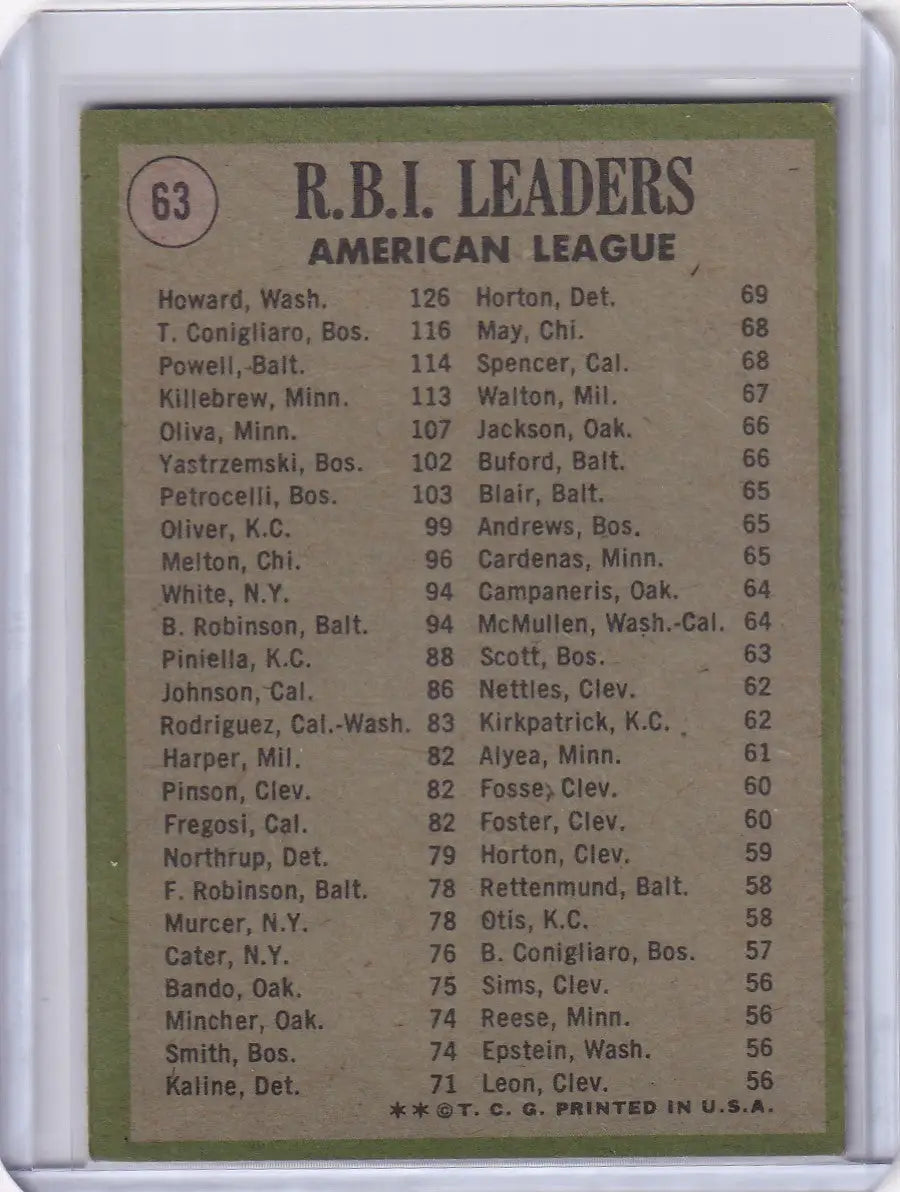 63
R.B.I. LEADERS
AMERICAN LEAGUE
Howard, Wash. 126
T. Conigliaro, Bos. 116
Powell, Balt. 114
Killebrew, Minn. 113
Oliva, Minn. 107
Yastrzemski, Bos. 102
Petrocelli, Bos. 103
Oliver, K.C. 99
Melton, Chi. 96
White, N.Y. 94
B. Robinson, Balt. 94
Piniella, K.C. 88
Johnson, Cal. 86
Rodriguez, Cal.-Wash. 83
Harper, Mil. 82
Pinson, Clev. 82
Fregosi, Cal. 82
Northrup, Det. 79
F. Robinson, Balt. 78
Murcer, N.Y. 78
Cater, N.Y. 76
Bando, Oak. 75
Mincher, Oak. 74
Smith, Bos. 74
Kaline, Det. 71
Horton, Det. 69
May, Chi. 68
Spencer, Cal. 68
Walton, Mil. 67
Jackson, Oak. 66
Buford, Balt. 66
Blair, Balt. 65
Andrews, Bos. 65
Cardenas, Minn. 65
Campaneris, Oak. 64
McMullen, Wash.-Cal. 64
Scott, Bos. 63
Nettles, Clev. 62
Kirkpatrick, K.C. 62
Alyea, Minn. 61
Fosse, Clev. 60
Foster, Clev. 60
Horton, Clev. 59
Rettenmund, Balt. 58
Otis, K.C. 58
B. Conigliaro, Bos. 57
Sims, Clev. 56
Reese, Minn. 56
Epstein, Wash. 56
Leon, Clev. 56
**©T. C. G. PRINTED IN U.S.A.